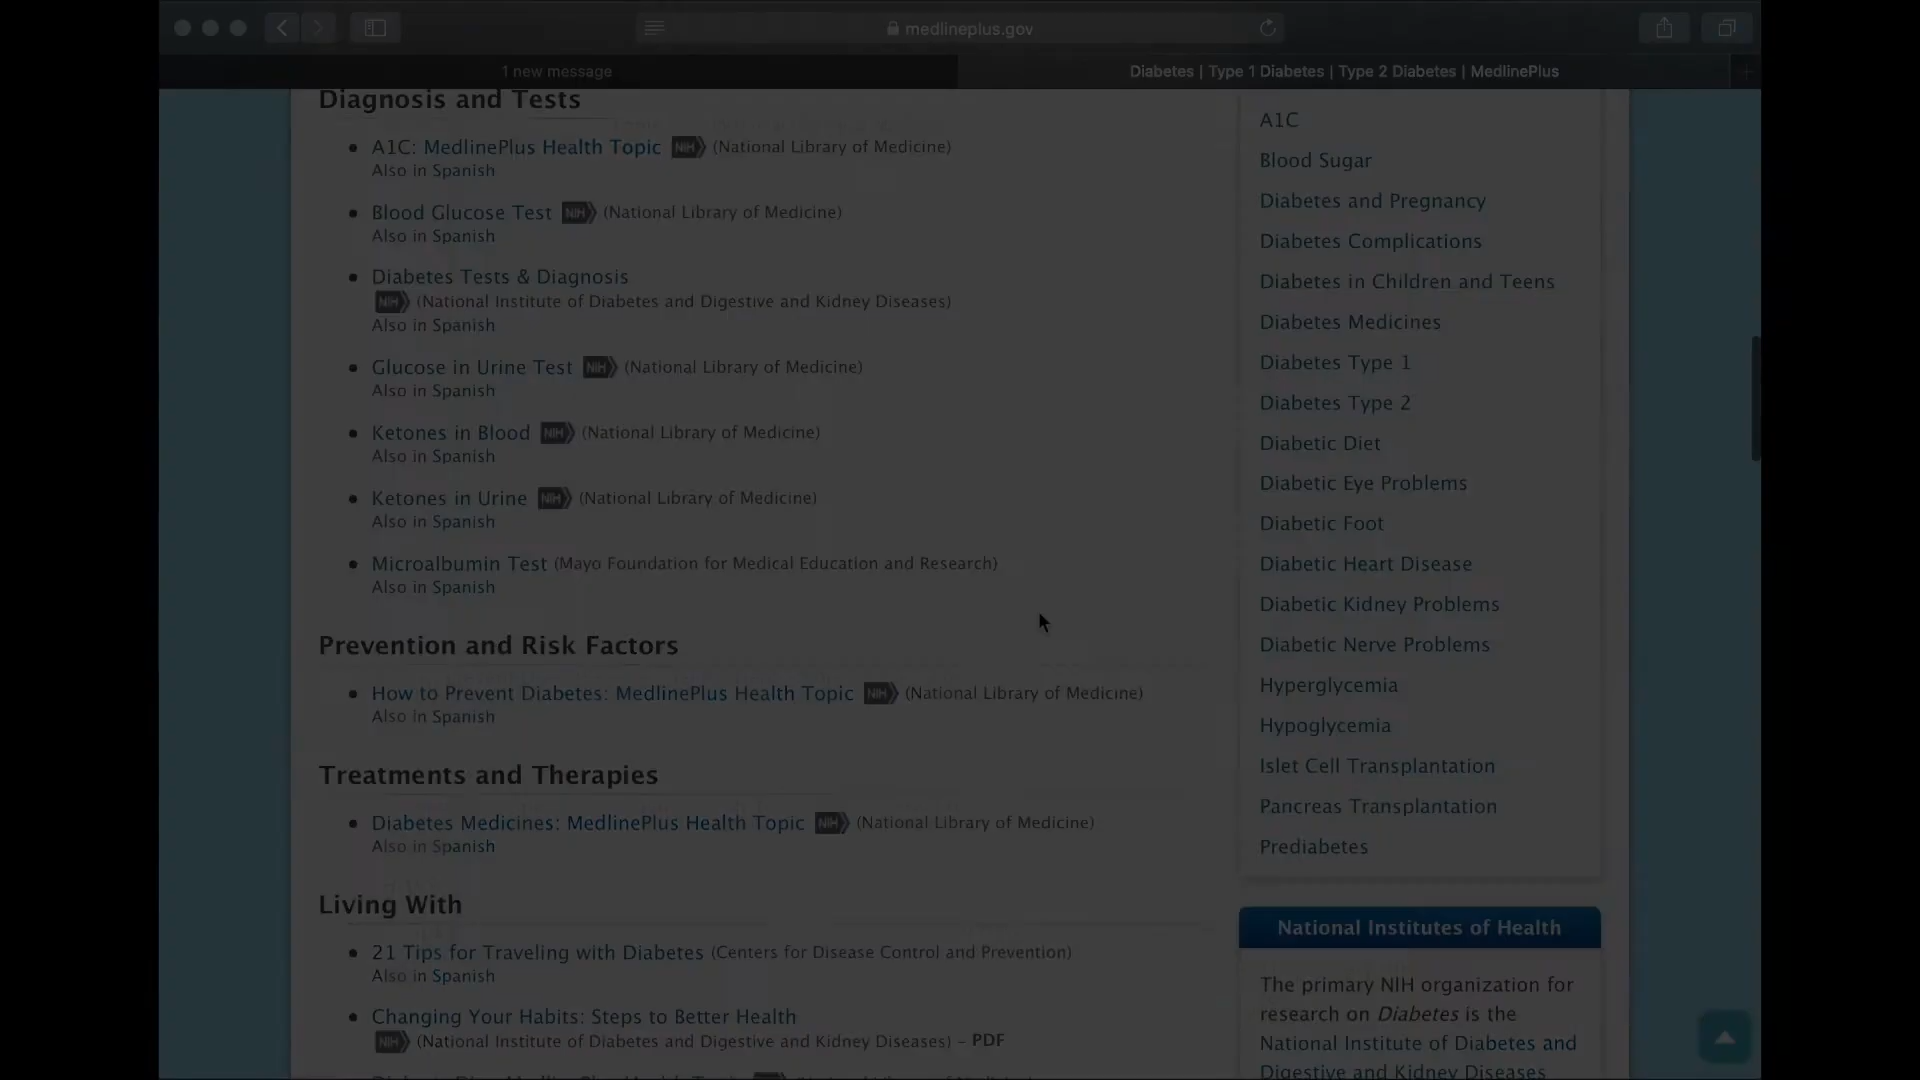 medlineplus.gov
1 new message
Diabetes | Type 1 Diabetes | Type 2 Diabetes | MedlinePlus
Diagnosis and Tests
A1C: MedlinePlus Health Topic NIH (National Library of Medicine)
Also in Spanish
Blood Glucose Test NIH (National Library of Medicine)
Also in Spanish
Diabetes Tests & Diagnosis
NIH (National Institute of Diabetes and Digestive and Kidney Diseases)
Also in Spanish
Glucose in Urine Test NIH (National Library of Medicine)
Also in Spanish
Ketones in Blood NIH (National Library of Medicine)
Also in Spanish
Ketones in Urine NIH (National Library of Medicine)
Also in Spanish
Microalbumin Test (Mayo Foundation for Medical Education and Research)
Also in Spanish
Prevention and Risk Factors
How to Prevent Diabetes: MedlinePlus Health Topic NIH (National Library of Medicine)
Also in Spanish
Treatments and Therapies
Diabetes Medicines: MedlinePlus Health Topic NIH (National Library of Medicine)
Also in Spanish
Living With
21 Tips for Traveling with Diabetes (Centers for Disease Control and Prevention)
Also in Spanish
Changing Your Habits: Steps to Better Health
NIH (National Institute of Diabetes and Digestive and Kidney Diseases) - PDF
A1C
Blood Sugar
Diabetes and Pregnancy
Diabetes Complications
Diabetes in Children and Teens
Diabetes Medicines
Diabetes Type 1
Diabetes Type 2
Diabetic Diet
Diabetic Eye Problems
Diabetic Foot
Diabetic Heart Disease
Diabetic Kidney Problems
Diabetic Nerve Problems
Hyperglycemia
Hypoglycemia
Islet Cell Transplantation
Pancreas Transplantation
Prediabetes
National Institutes of Health
The primary NIH organization for
research on Diabetes is the
National Institute of Diabetes and
Digestive and Kidney Diseases